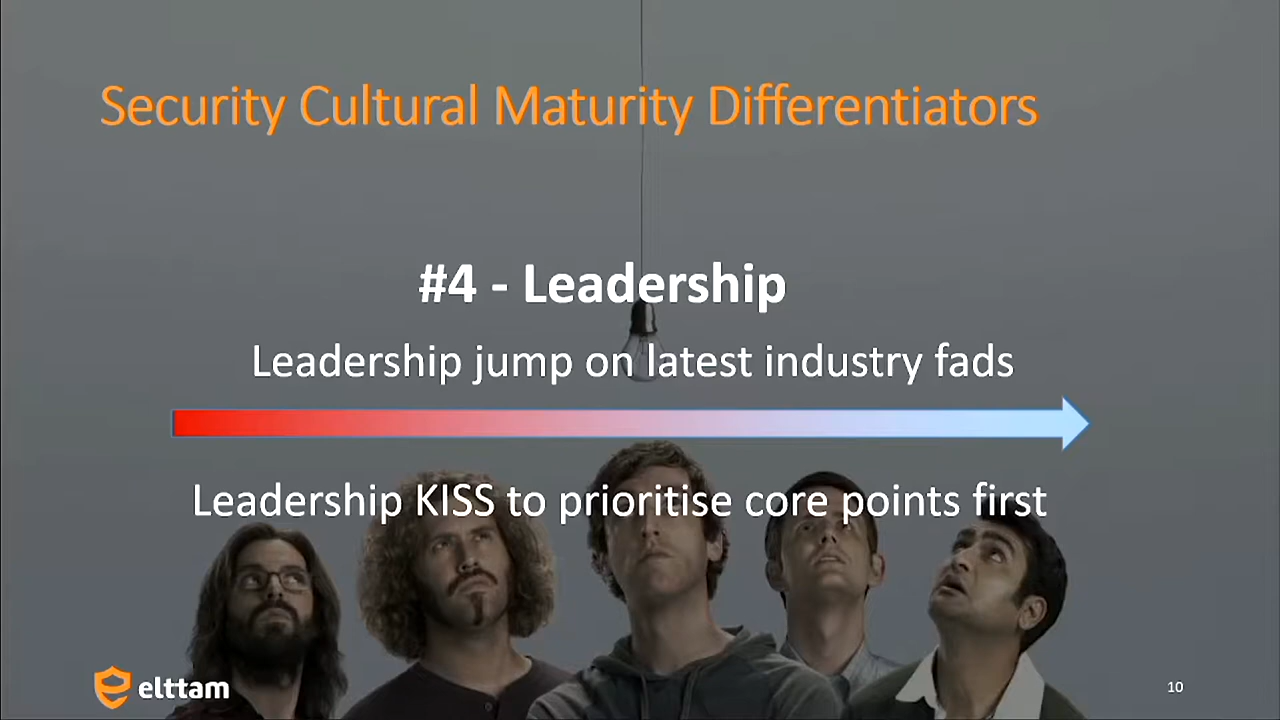 Security Cultural Maturity Differentiators
#4 - Leadership
Leadership jump on latest industry fads
Leadership KISS to prioritise core points first
elttam
10